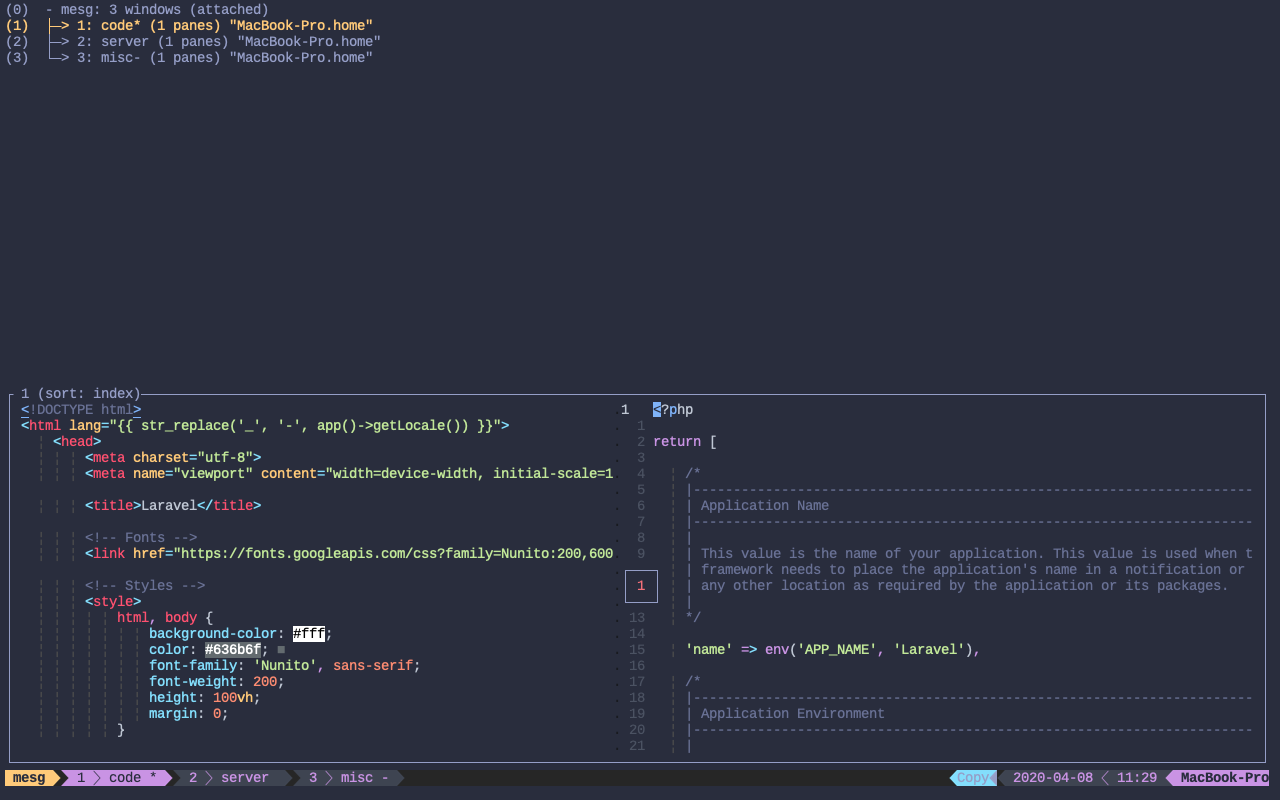 (0)  - mesg: 3 windows (attached)
(1)  ├─> 1: code* (1 panes) "MacBook-Pro.home"
(2)  ├─> 2: server (1 panes) "MacBook-Pro.home"
(3)  └─> 3: misc- (1 panes) "MacBook-Pro.home"
1 (sort: index)
<!DOCTYPE html>
<html lang="{{ str_replace('_', '-', app()->getLocale()) }}">
<head>
<meta charset="utf-8">
<meta name="viewport" content="width=device-width, initial-scale=1
<title>Laravel</title>
<!-- Fonts -->
<link href="https://fonts.googleapis.com/css?family=Nunito:200,600
<!-- Styles -->
<style>
html, body {
background-color: #fff;
color: #636b6f; ■
font-family: 'Nunito', sans-serif;
font-weight: 200;
height: 100vh;
margin: 0;
}
1 <?php
1
2 return [
3
4 /*
5 |----------------------------------------------------------------------
6 | Application Name
7 |----------------------------------------------------------------------
8 |
9 | This value is the name of your application. This value is used when t
| framework needs to place the application's name in a notification or
1 | any other location as required by the application or its packages.
|
13 */
14
15 'name' => env('APP_NAME', 'Laravel'),
16
17 /*
18 |----------------------------------------------------------------------
19 | Application Environment
20 |----------------------------------------------------------------------
21 |
mesg 1 code * 2 server 3 misc - Copy 2020-04-08 11:29 MacBook-Pro